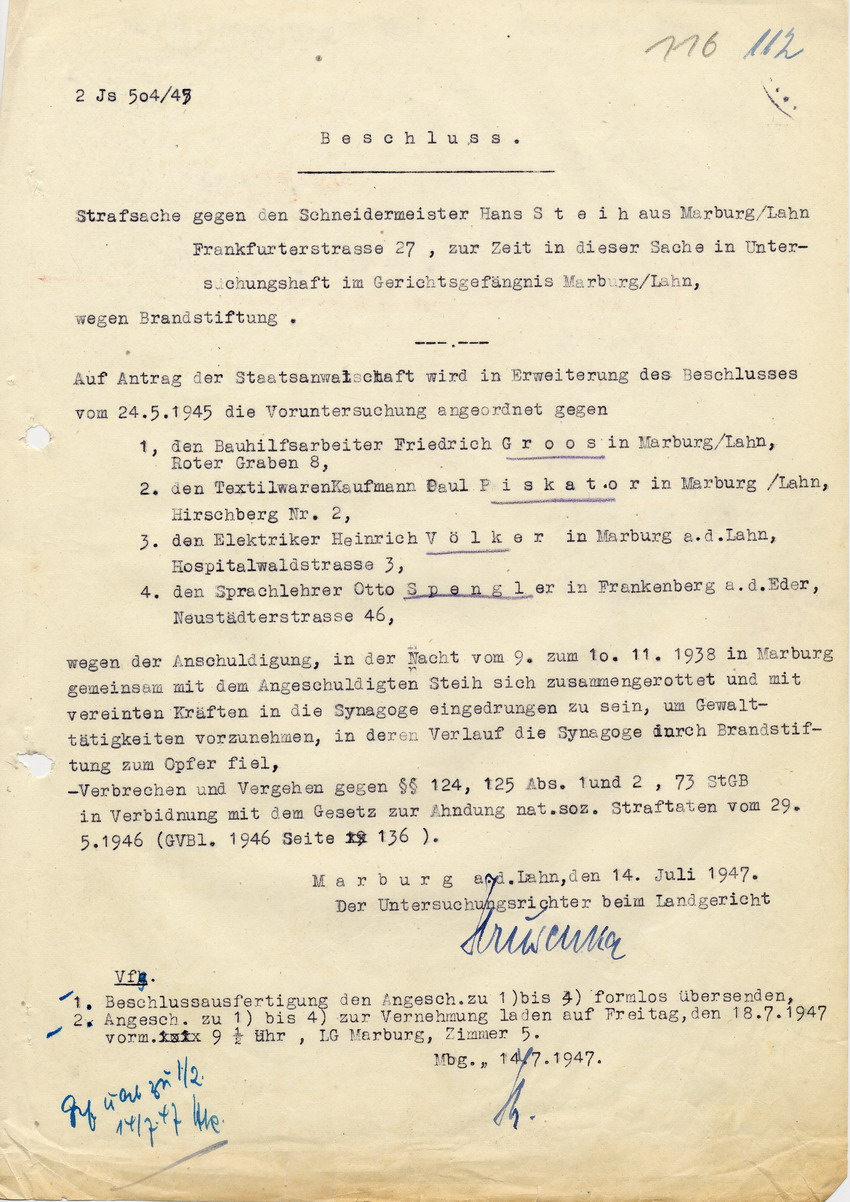 116 112
2 Js 5o4/45
B e s c h l u s s .
Strafsache gegen den Schneidermeister Hans S t e i h aus Marburg/Lahn
Frankfurterstrasse 27 , zur Zeit in dieser Sache in Unter-
suchungshaft im Gerichtsgefängnis Marburg/Lahn,
wegen Brandstiftung .
---.---
Auf Antrag der Staatsanwaltschaft wird in Erweiterung des Beschlusses
vom 24.5.1945 die Voruntersuchung angeordnet gegen
1, den Bauhilfsarbeiter Friedrich G r o o s in Marburg/Lahn,
Roter Graben 8,
2. den TextilwarenKaufmann Paul P i s k a t o r in Marburg /Lahn,
Hirschberg Nr. 2,
3. den Elektriker Heinrich V ö l k e r in Marburg a.d.Lahn,
Hospitalwaldstrasse 3,
4. den Sprachlehrer Otto S p e n g l er in Frankenberg a.d.Eder,
Neustädterstrasse 46,
wegen der Anschuldigung, in der Nacht vom 9. zum 1o. 11. 1938 in Marburg
gemeinsam mit dem Angeschuldigten Steih sich zusammengerottet und mit
vereinten Kräften in die Synagoge eingedrungen zu sein, um Gewalt-
tätigkeiten vorzunehmen, in deren Verlauf die Synagoge durch Brandstif-
tung zum Opfer fiel,
-Verbrechen und Vergehen gegen §§ 124, 125 Abs. 1und 2 , 73 StGB
in Verbidnung mit dem Gesetz zur Ahndung nat.soz. Straftaten vom 29.
5.1946 (GVBl. 1946 Seite 136 ).
M a r b u r g a.d.Lahn,den 14. Juli 1947.
Der Untersuchungsrichter beim Landgericht
Vfg.
1. Beschlussausfertigung den Angesch.zu 1)bis 4) formlos übersenden,
2. Angesch. zu 1) bis 4) zur Vernehmung laden auf Freitag,den 18.7.1947
vorm. 9 ½ Uhr , LG Marburg, Zimmer 5.
Mbg., 14.7.1947.
zu 1/2.
14/7.47